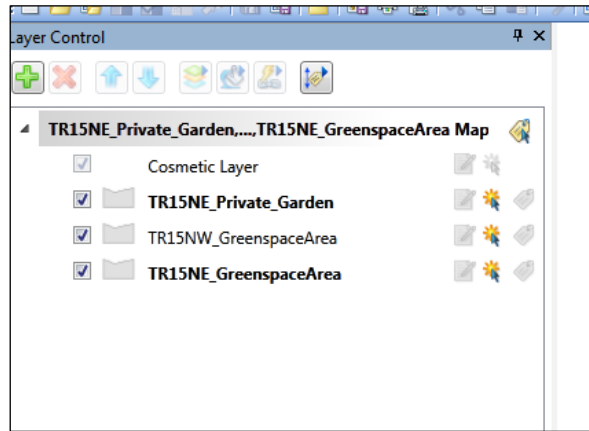 Layer Control
TR15NE_Private_Garden,...,TR15NE_GreenspaceArea Map
Cosmetic Layer
TR15NE_Private_Garden
TR15NW_GreenspaceArea
TR15NE_GreenspaceArea